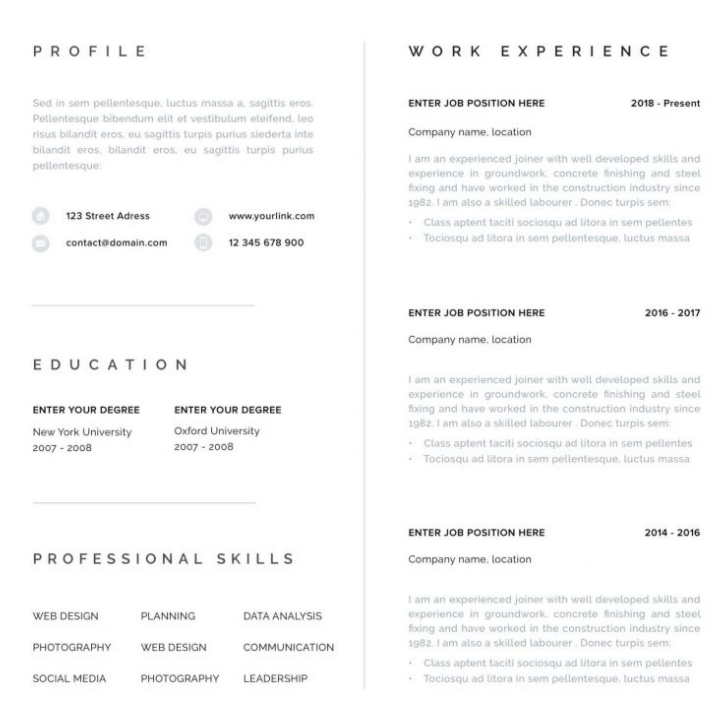 PROFILE
Sed in sem pellentesque, luctus massa a, sagittis eros.
Pellentesque bibendum elit et vestibulum eleifend, leo
risus bilandit eros, eu sagittis turpis purius siederta inte
bilandit eros, bilandit eros, eu sagittis turpis purius
pellentesque:
123 Street Adress
www.yourlink.com
contact@domain.com
12 345 678 900
EDUCATION
ENTER YOUR DEGREE
New York University
2007 - 2008
ENTER YOUR DEGREE
Oxford University
2007 - 2008
PROFESSIONAL SKILLS
WEB DESIGN PLANNING DATA ANALYSIS
PHOTOGRAPHY WEB DESIGN COMMUNICATION
SOCIAL MEDIA PHOTOGRAPHY LEADERSHIP
WORK EXPERIENCE
ENTER JOB POSITION HERE 2018 - Present
Company name, location
I am an experienced joiner with well developed skills and
experience in groundwork, concrete finishing and steel
fixing and have worked in the construction industry since
1982. I am also a skilled labourer . Donec turpis sem:
• Class aptent taciti sociosqu ad litora in sem pellentes
• Tociosqu ad litora in sem pellentesque, luctus massa
ENTER JOB POSITION HERE 2016 - 2017
Company name, location
I am an experienced joiner with well developed skills and
experience in groundwork, concrete finishing and steel
fixing and have worked in the construction industry since
1982. I am also a skilled labourer . Donec turpis sem:
• Class aptent taciti sociosqu ad litora in sem pellentes
• Tociosqu ad litora in sem pellentesque, luctus massa
ENTER JOB POSITION HERE 2014 - 2016
Company name, location
I am an experienced joiner with well developed skills and
experience in groundwork, concrete finishing and steel
fixing and have worked in the construction industry since
1982. I am also a skilled labourer . Donec turpis sem:
• Class aptent taciti sociosqu ad litora in sem pellentes
• Tociosqu ad litora in sem pellentesque, luctus massa